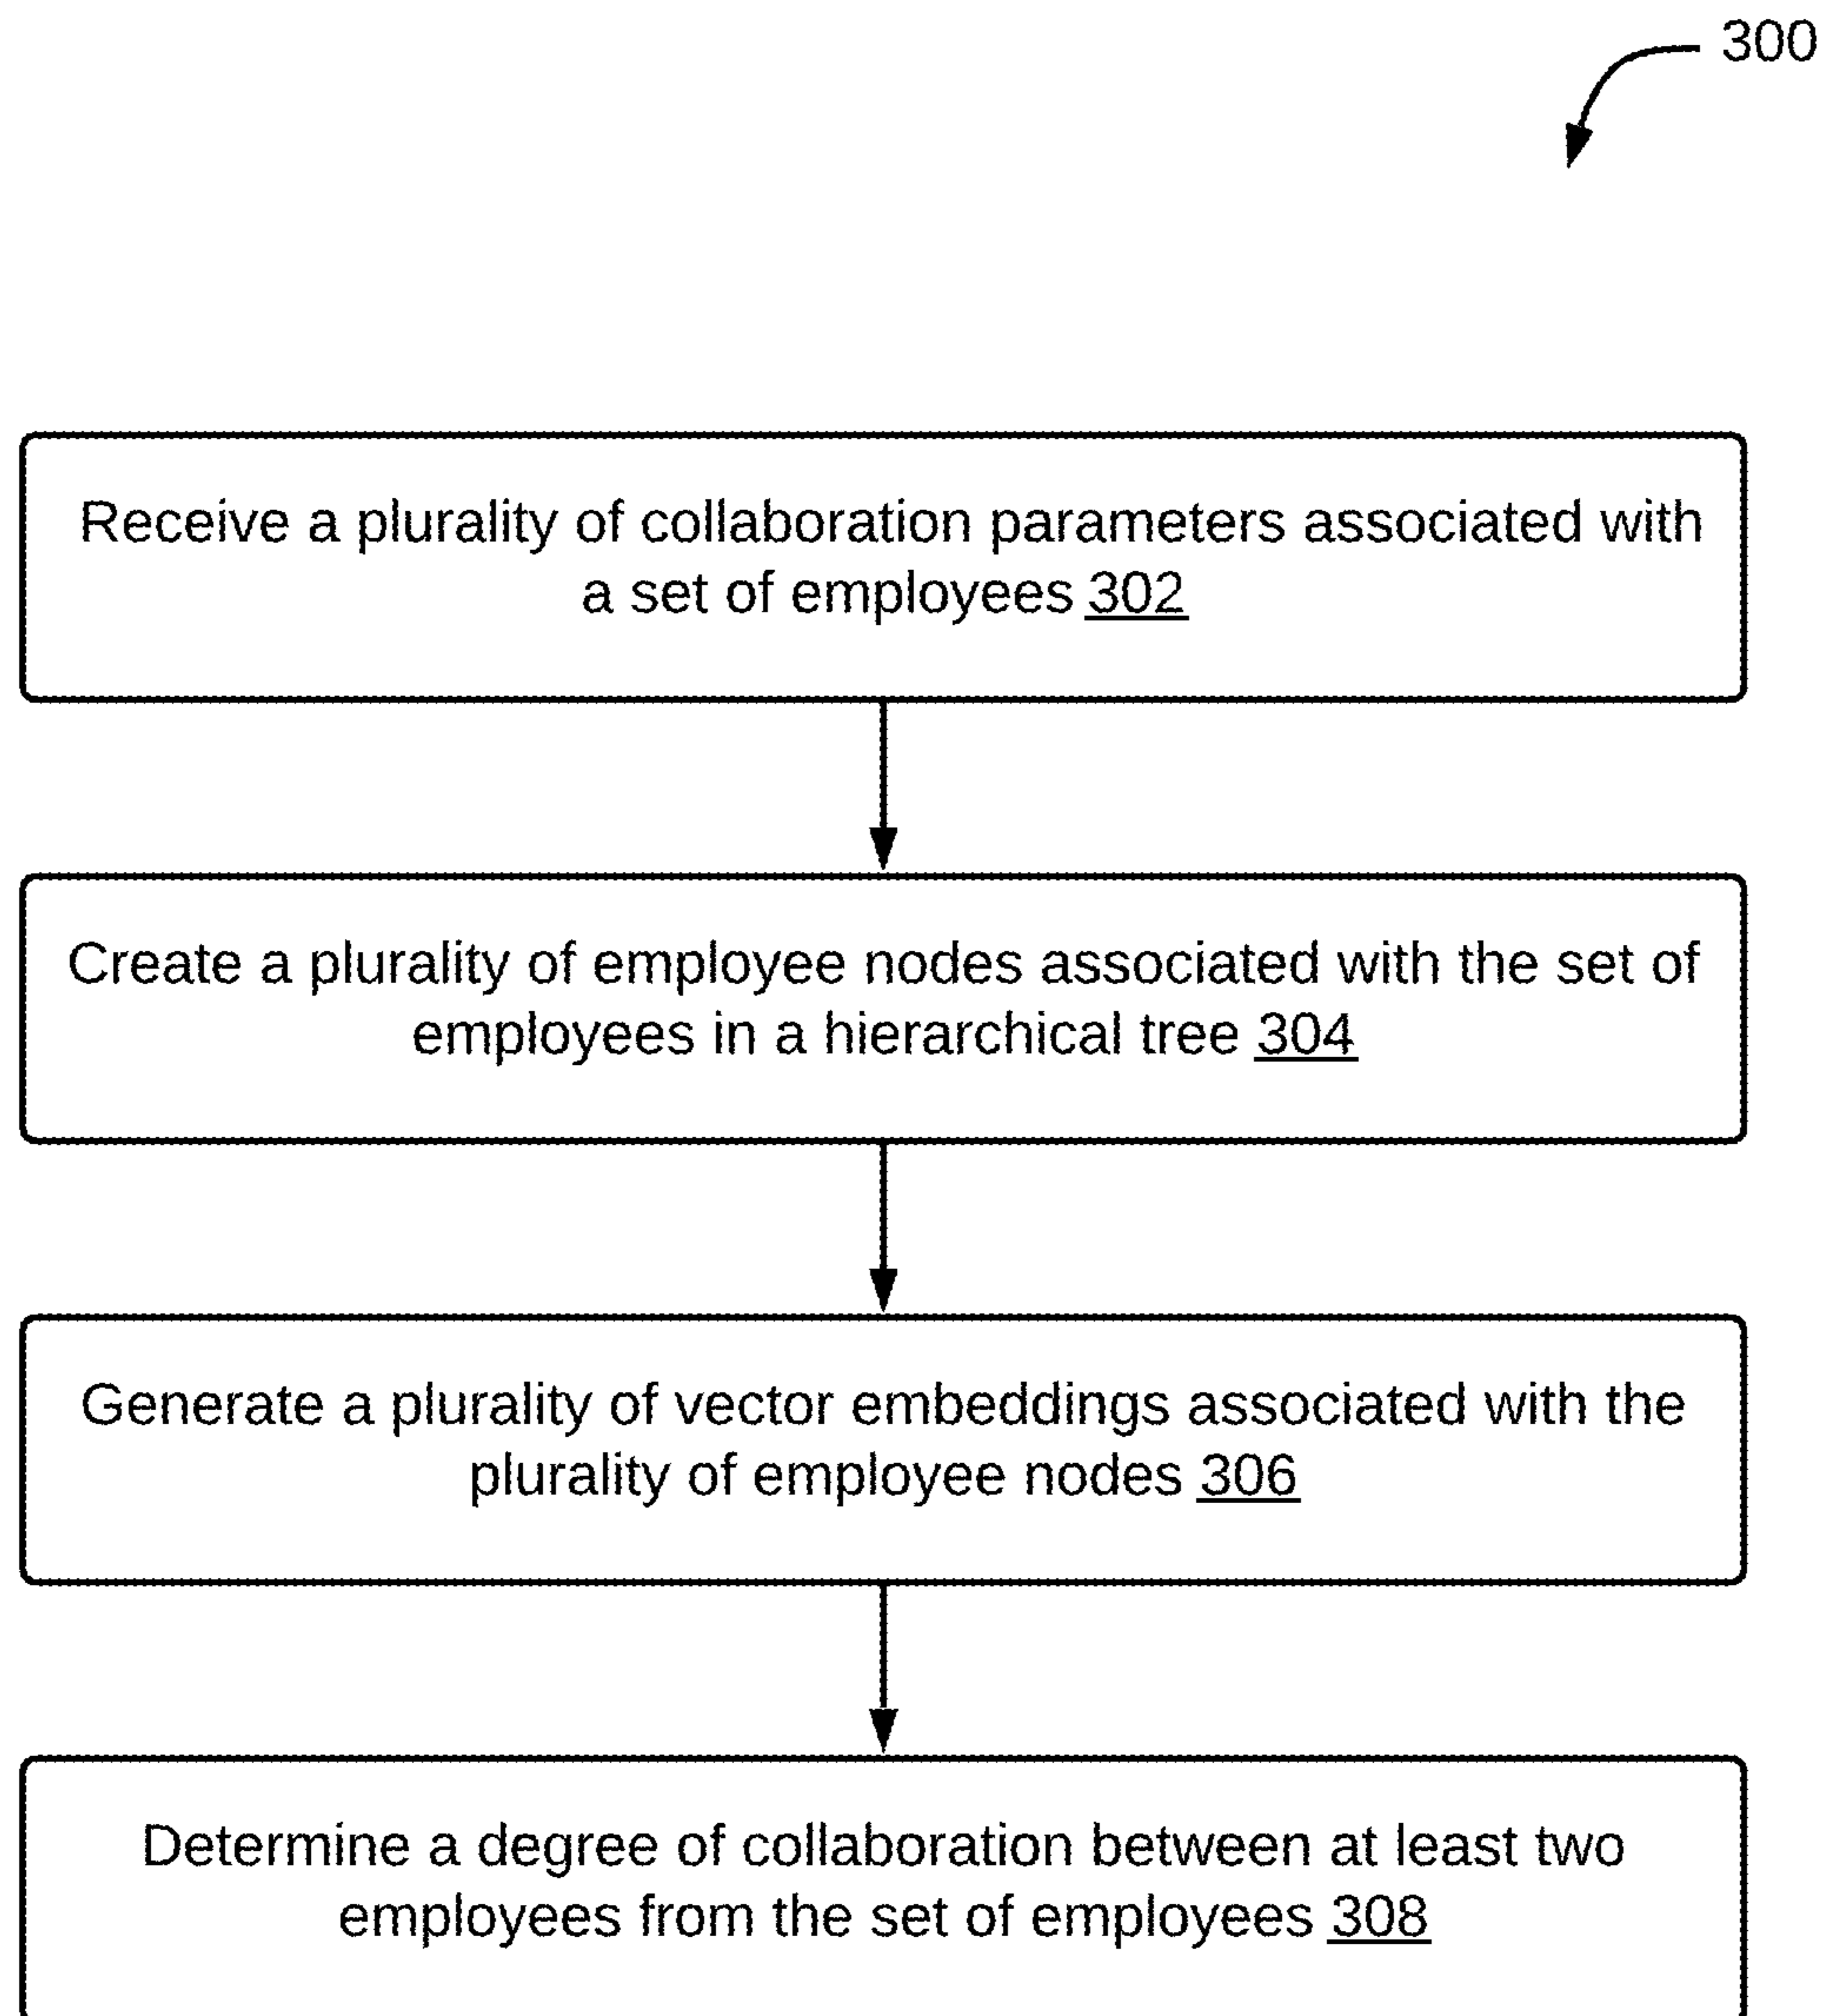 300
Receive a plurality of collaboration parameters associated with
a set of employees 302
Create a plurality of employee nodes associated with the set of
employees in a hierarchical tree 304
Generate a plurality of vector embeddings associated with the
plurality of employee nodes 306
Determine a degree of collaboration between at least two
employees from the set of employees 308